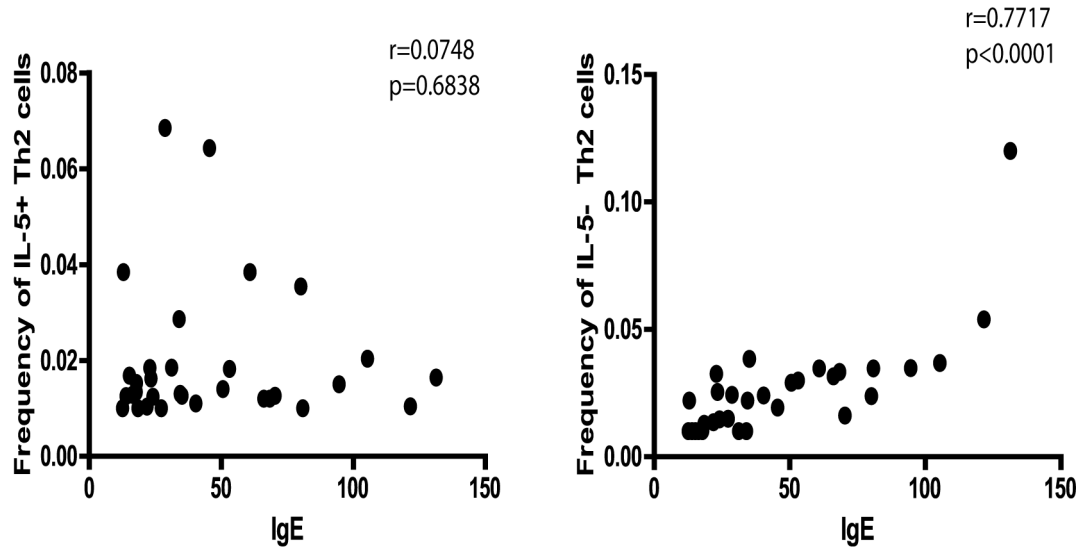 r=0.0748
p=0.6838
Frequency of IL-5+ Th2 cells
0.08
0.06
0.04
0.02
0.00
0
50
100
150
IgE
r=0.7717
p<0.0001
Frequency of IL-5- Th2 cells
0.15
0.10
0.05
0.00
0
50
100
150
IgE